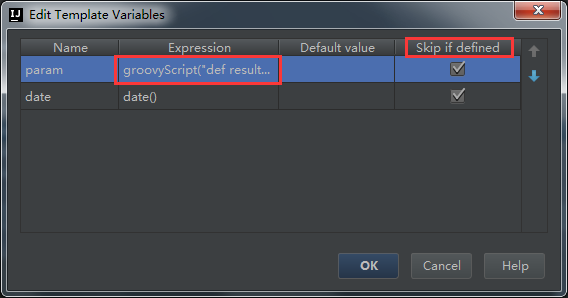 IJ Edit Template Variables
Name Expression Default value Skip if defined
param groovyScript("def result...
date date()
OK Cancel Help